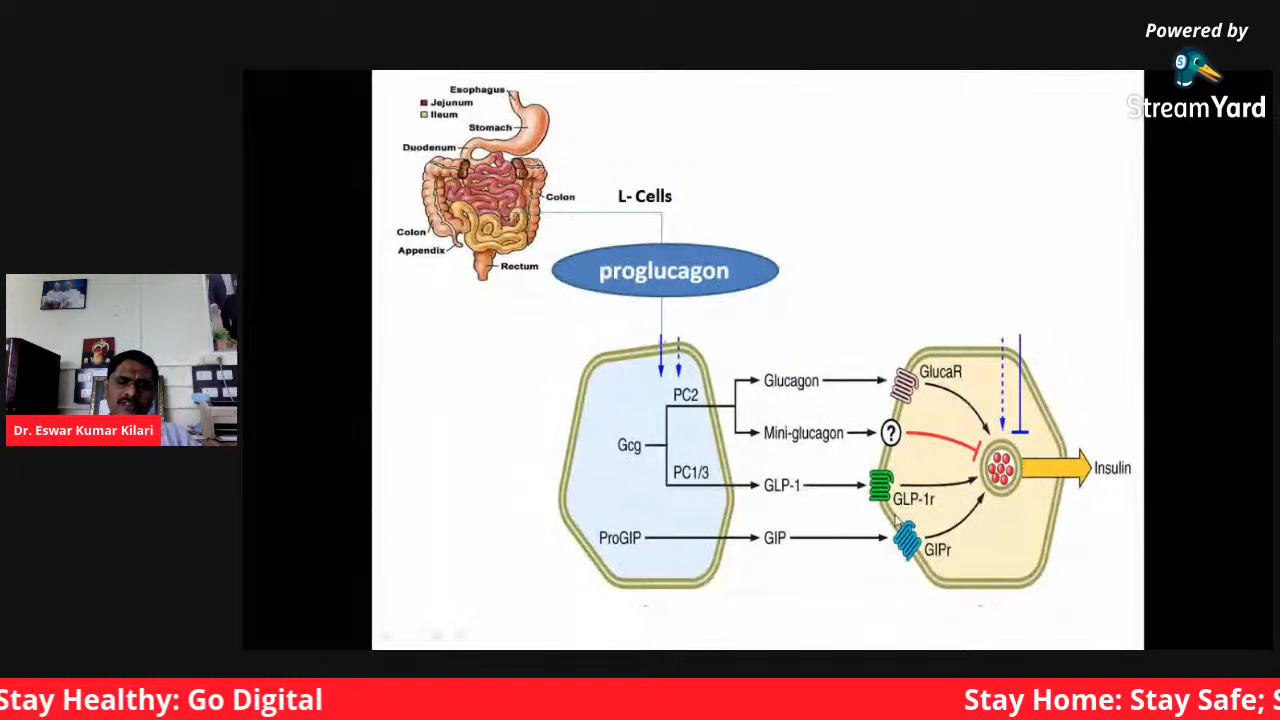 Powered by
StreamYard
Esophagus
Jejunum
Ileum
Stomach
Duodenum
Colon
L- Cells
Colon
Appendix
Rectum
proglucagon
GlucaR
PC2
Glucagon
Gcg
Mini-glucagon
?
PC1/3
GLP-1
GLP-1r
Insulin
ProGIP
GIP
GIPr
Dr. Eswar Kumar Kilari
Stay Healthy: Go Digital
Stay Home: Stay Safe; S